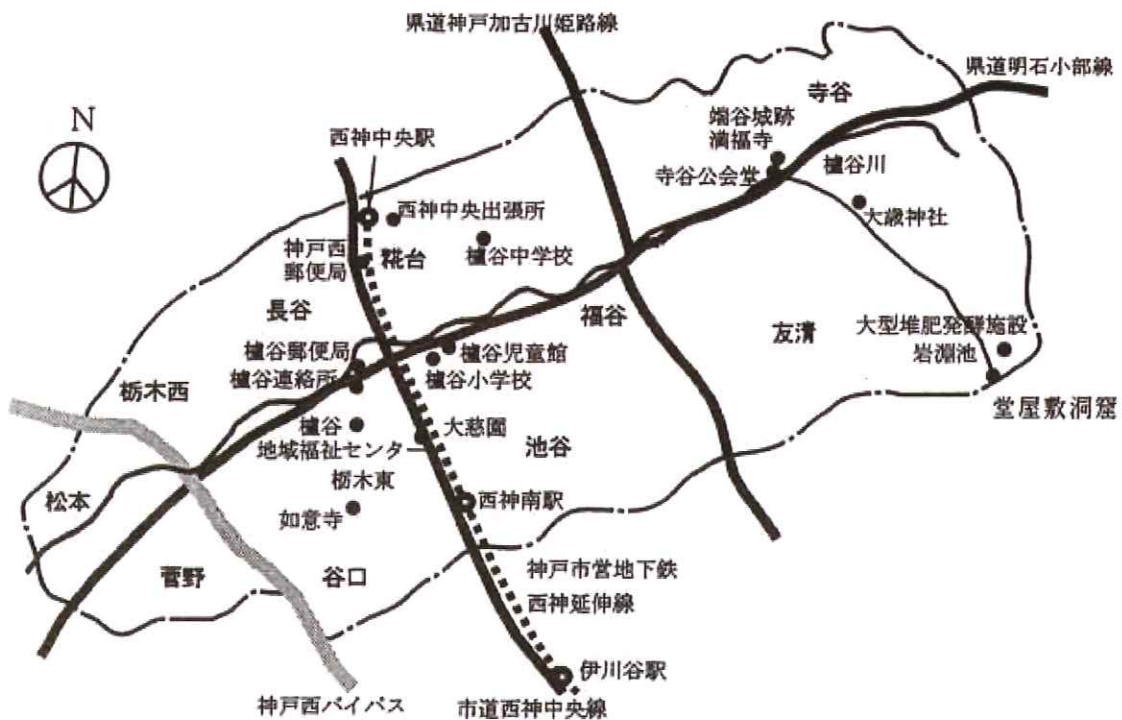 県道神戸加古川姫路線
県道明石小部線
N
寺谷
端谷城跡
満福寺
西神中央駅
寺谷公会堂
櫨谷川
西神中央出張所
大歳神社
神戸西
郵便局
糀台
櫨谷中学校
長谷
福谷
友清
大型堆肥発酵施設
岩淵池
櫨谷郵便局
櫨谷児童館
櫨谷連絡所
櫨谷小学校
栃木西
堂屋敷洞窟
櫨谷
地域福祉センター
大慈園
池谷
栃木東
松本
西神南駅
如意寺
菅野
谷口
神戸市営地下鉄
西神延伸線
伊川谷駅
神戸西バイパス
市道西神中央線